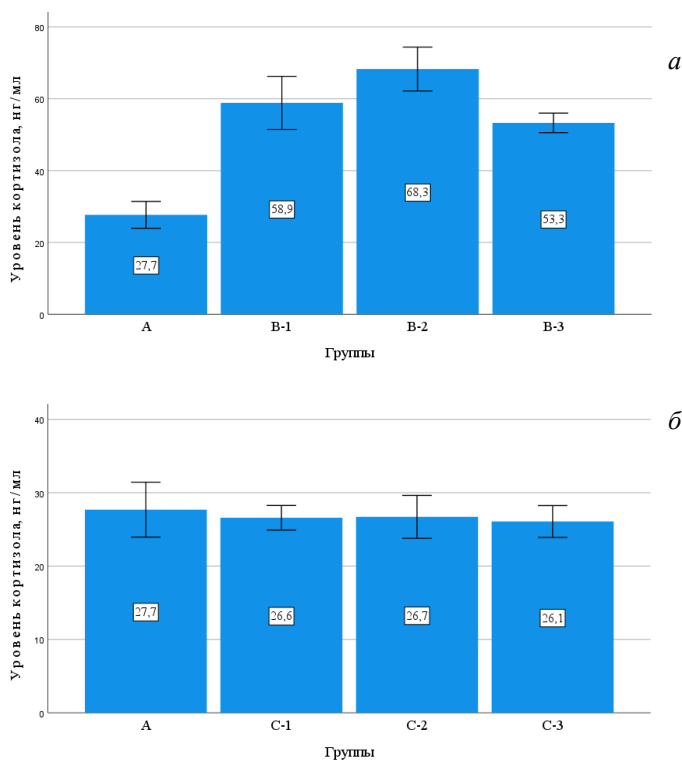 80
а
60
40
20
0
Уровень кортизола, нг/мл
27,7
58,9
68,3
53,3
A
B-1
B-2
B-3
Группы
40
б
30
20
10
0
Уровень кортизола, нг/мл
27,7
26,6
26,7
26,1
A
C-1
C-2
C-3
Группы